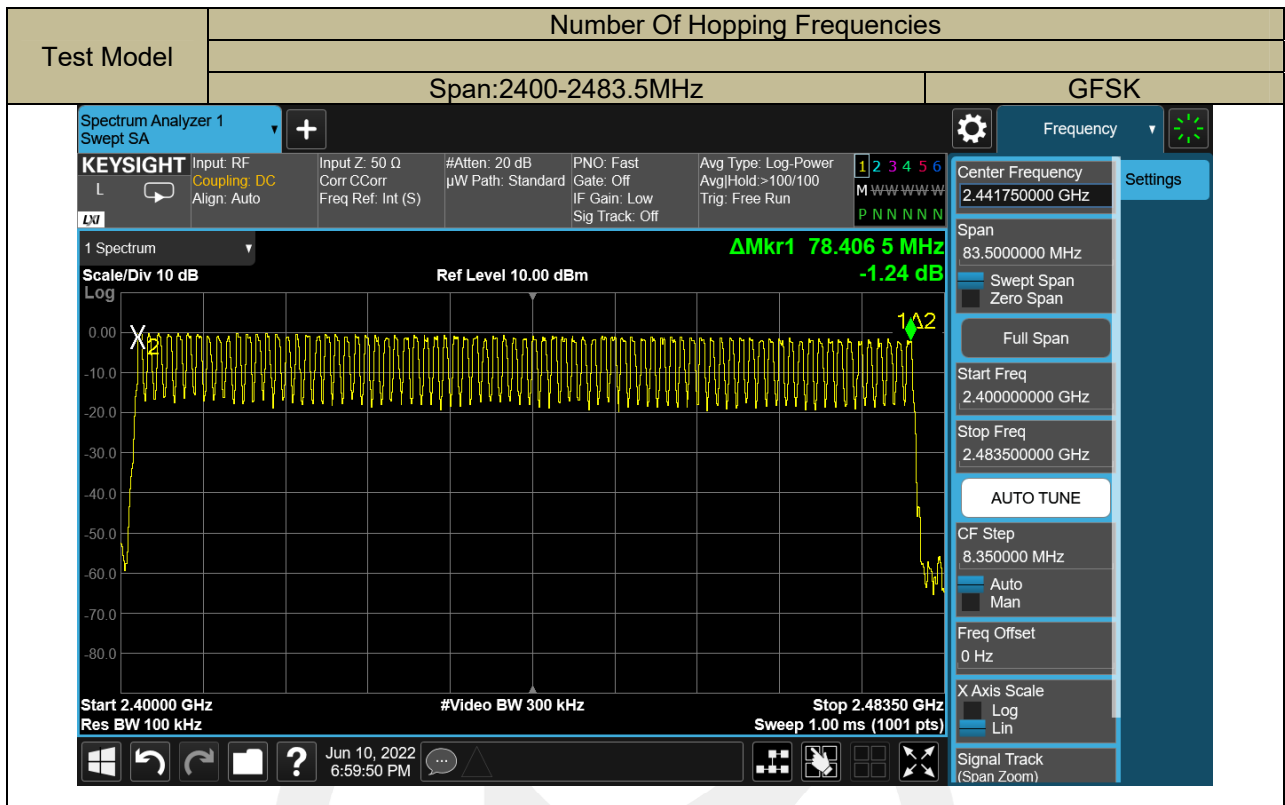 Test Model
Number Of Hopping Frequencies
Span:2400-2483.5MHz
GFSK
Spectrum Analyzer 1
Swept SA
Frequency
KEYSIGHT
L
LXI
Input: RF
Coupling: DC
Align: Auto
Input Z: 50 Ω
Corr CCorr
Freq Ref: Int (S)
#Atten: 20 dB
µW Path: Standard
PNO: Fast
Gate: Off
IF Gain: Low
Sig Track: Off
Avg Type: Log-Power
Avg|Hold:>100/100
Trig: Free Run
1 2 3 4 5 6
M W W W W W
P N N N N N
1 Spectrum
ΔMkr1 78.406 5 MHz
-1.24 dB
Scale/Div 10 dB
Ref Level 10.00 dBm
Log
0.00
-10.0
-20.0
-30.0
-40.0
-50.0
-60.0
-70.0
-80.0
X2
1Δ2
Start 2.40000 GHz
#Video BW 300 kHz
Stop 2.48350 GHz
Res BW 100 kHz
Sweep 1.00 ms (1001 pts)
Jun 10, 2022
6:59:50 PM
Center Frequency
2.441750000 GHz
Settings
Span
83.5000000 MHz
Swept Span
Zero Span
Full Span
Start Freq
2.400000000 GHz
Stop Freq
2.483500000 GHz
AUTO TUNE
CF Step
8.350000 MHz
Auto
Man
Freq Offset
0 Hz
X Axis Scale
Log
Lin
Signal Track
(Span Zoom)